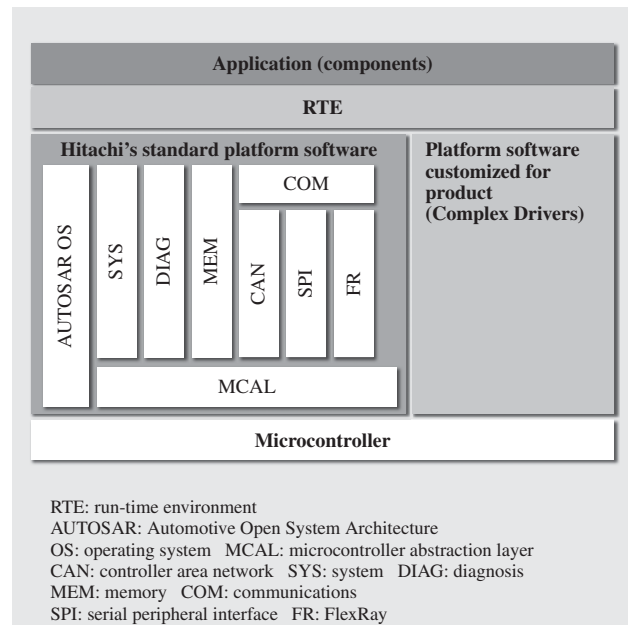 Application (components)
RTE
Hitachi's standard platform software
Platform software
customized for
product
(Complex Drivers)
AUTOSAR OS
SYS
DIAG
MEM
COM
CAN
SPI
FR
MCAL
Microcontroller
RTE: run-time environment
AUTOSAR: Automotive Open System Architecture
OS: operating system MCAL: microcontroller abstraction layer
CAN: controller area network SYS: system DIAG: diagnosis
MEM: memory COM: communications
SPI: serial peripheral interface FR: FlexRay